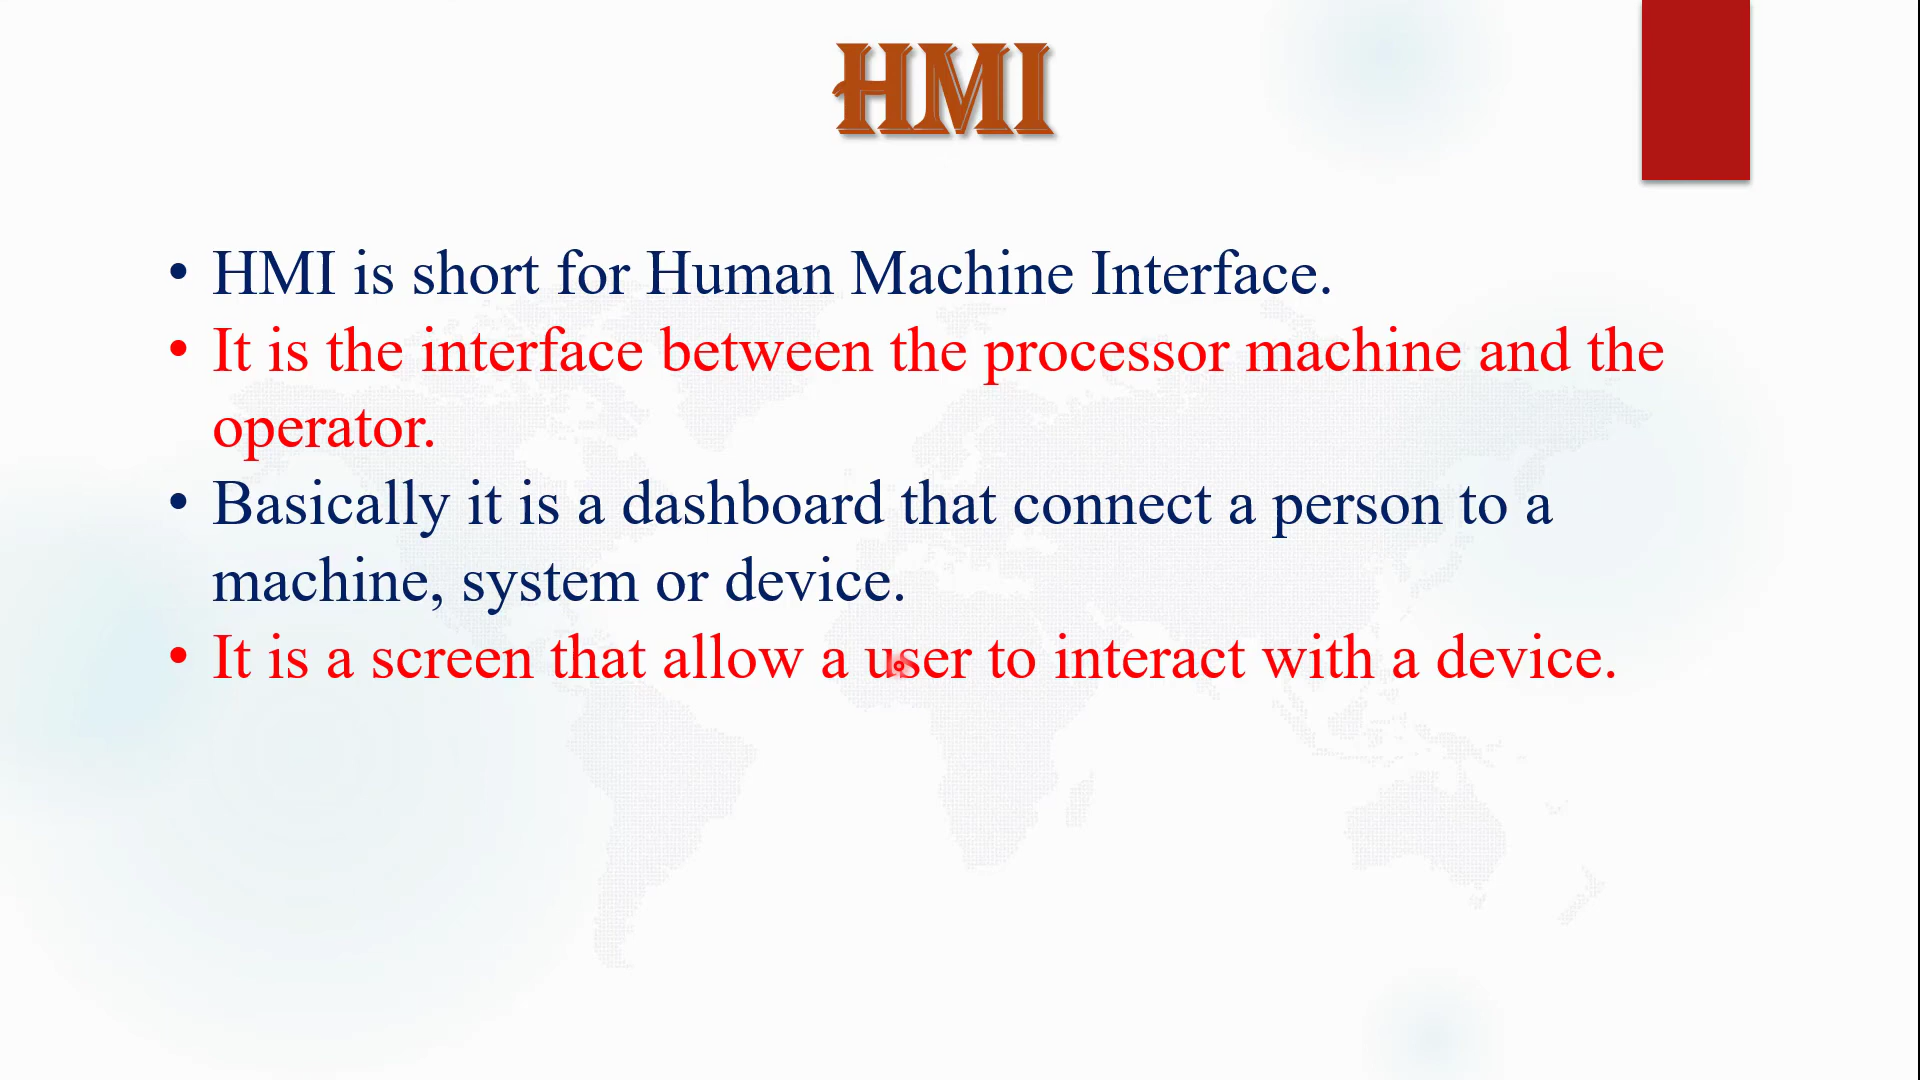 HMI
• HMI is short for Human Machine Interface.
• It is the interface between the processor machine and the
operator.
• Basically it is a dashboard that connect a person to a
machine, system or device.
• It is a screen that allow a user to interact with a device.